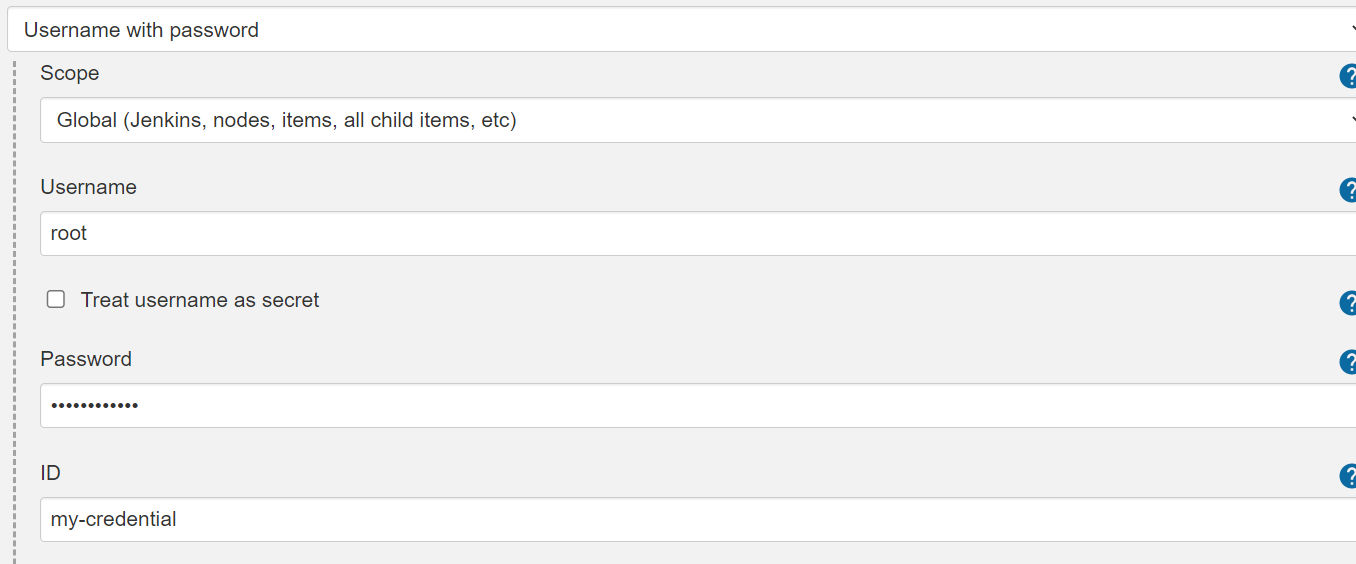 Username with password
Scope
?
Global (Jenkins, nodes, items, all child items, etc)
Username
?
root
Treat username as secret
?
Password
?
••••••••••••
ID
?
my-credential